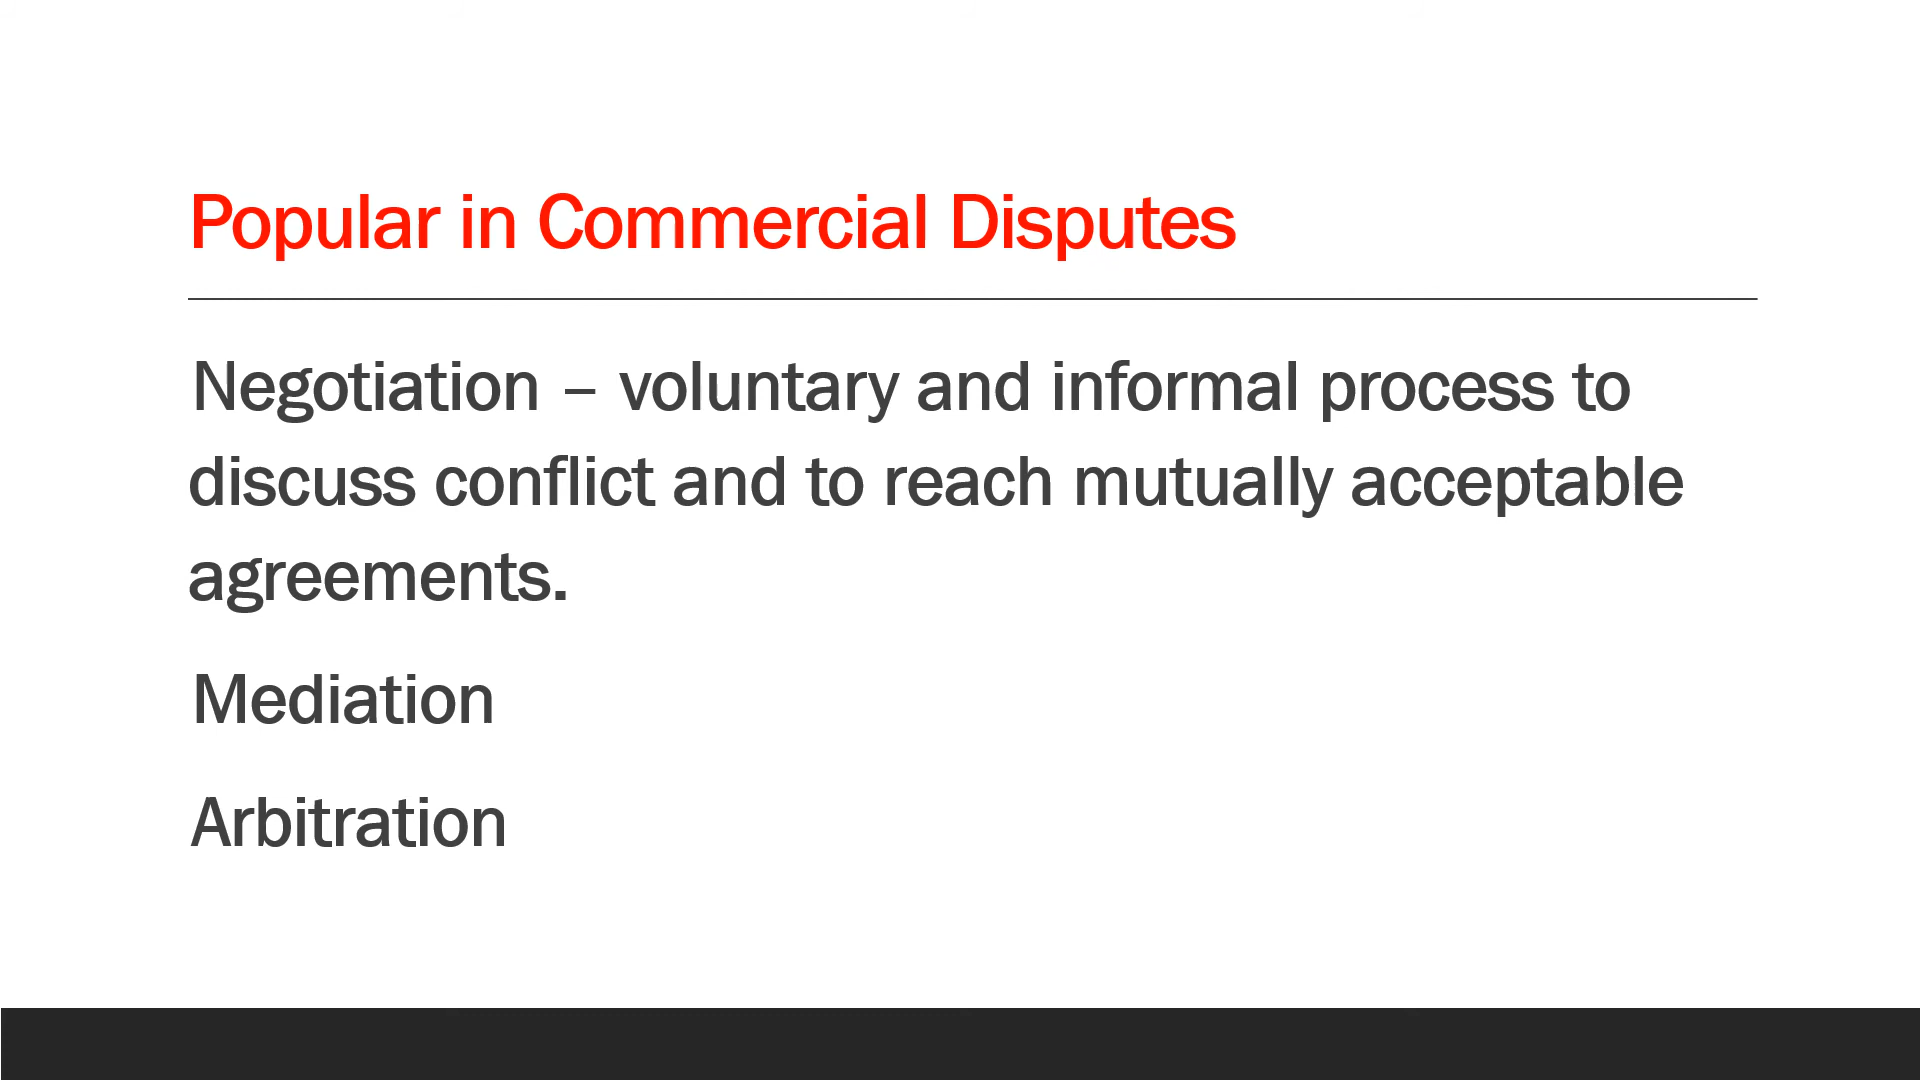 Popular in Commercial Disputes
Negotiation – voluntary and informal process to
discuss conflict and to reach mutually acceptable
agreements.
Mediation
Arbitration